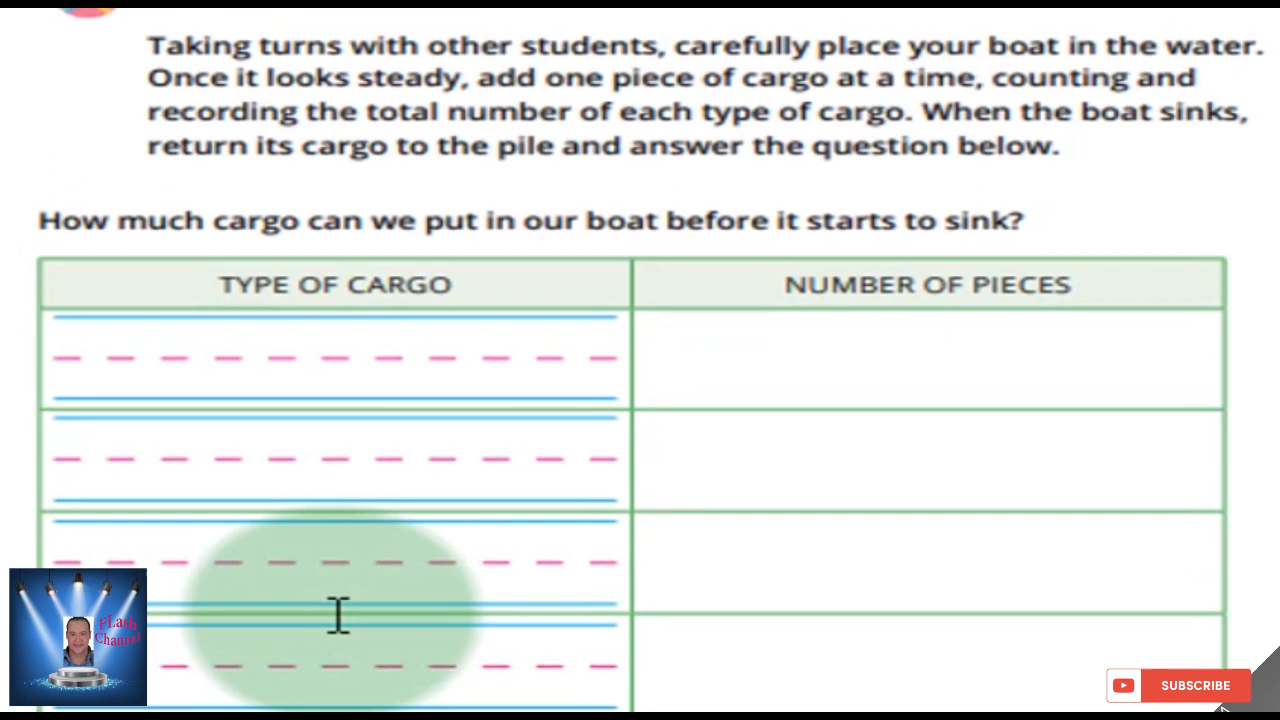 Taking turns with other students, carefully place your boat in the water.
Once it looks steady, add one piece of cargo at a time, counting and
recording the total number of each type of cargo. When the boat sinks,
return its cargo to the pile and answer the question below.
How much cargo can we put in our boat before it starts to sink?
TYPE OF CARGO
NUMBER OF PIECES
FLash
Channel
SUBSCRIBE